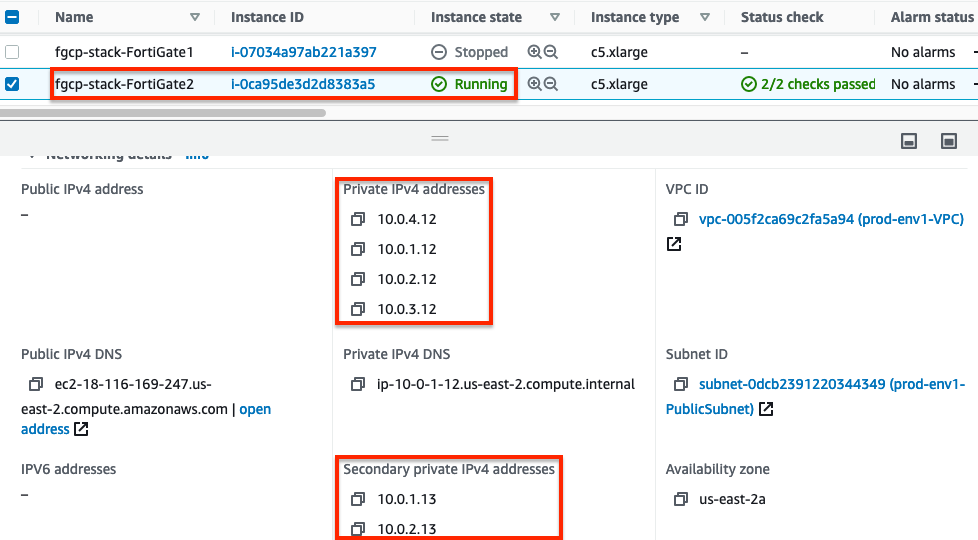 Name Instance ID Instance state Instance type Status check Alarm status
fgcp-stack-FortiGate1 i-07034a97ab221a397 Stopped c5.xlarge – No alarms
fgcp-stack-FortiGate2 i-0ca95de3d2d8383a5 Running c5.xlarge 2/2 checks passed No alarms
Networking details Info
Public IPv4 address Private IPv4 addresses VPC ID
– 10.0.4.12 vpc-005f2ca69c2fa5a94 (prod-env1-VPC)
10.0.1.12
10.0.2.12
10.0.3.12
Public IPv4 DNS Private IPv4 DNS Subnet ID
ec2-18-116-169-247.us- ip-10-0-1-12.us-east-2.compute.internal subnet-0dcb2391220344349 (prod-env1-
east-2.compute.amazonaws.com | open PublicSubnet)
address
IPV6 addresses Secondary private IPv4 addresses Availability zone
– 10.0.1.13 us-east-2a
10.0.2.13